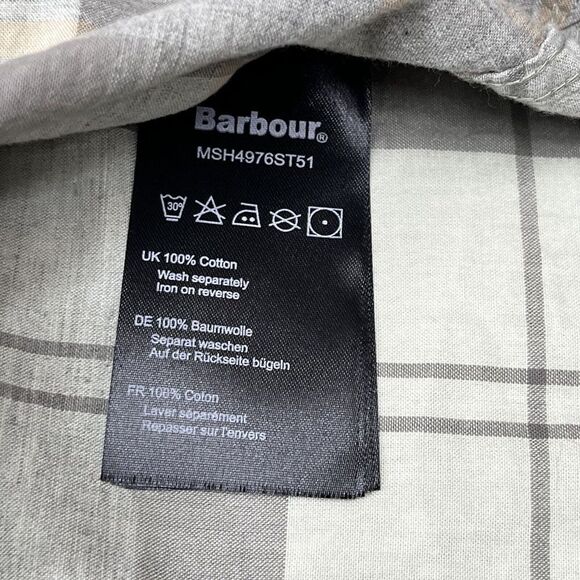 Barbour®
MSH4976ST51
30°
UK 100% Cotton
Wash separately
Iron on reverse
DE 100% Baumwolle
Separat waschen
Auf der Rückseite bügeln
FR 100% Coton
Laver séparément
Repasser sur l'envers